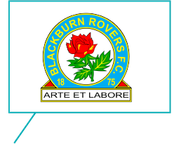 BLACKBURN ROVERS F.C.
18 75
ARTE ET LABORE